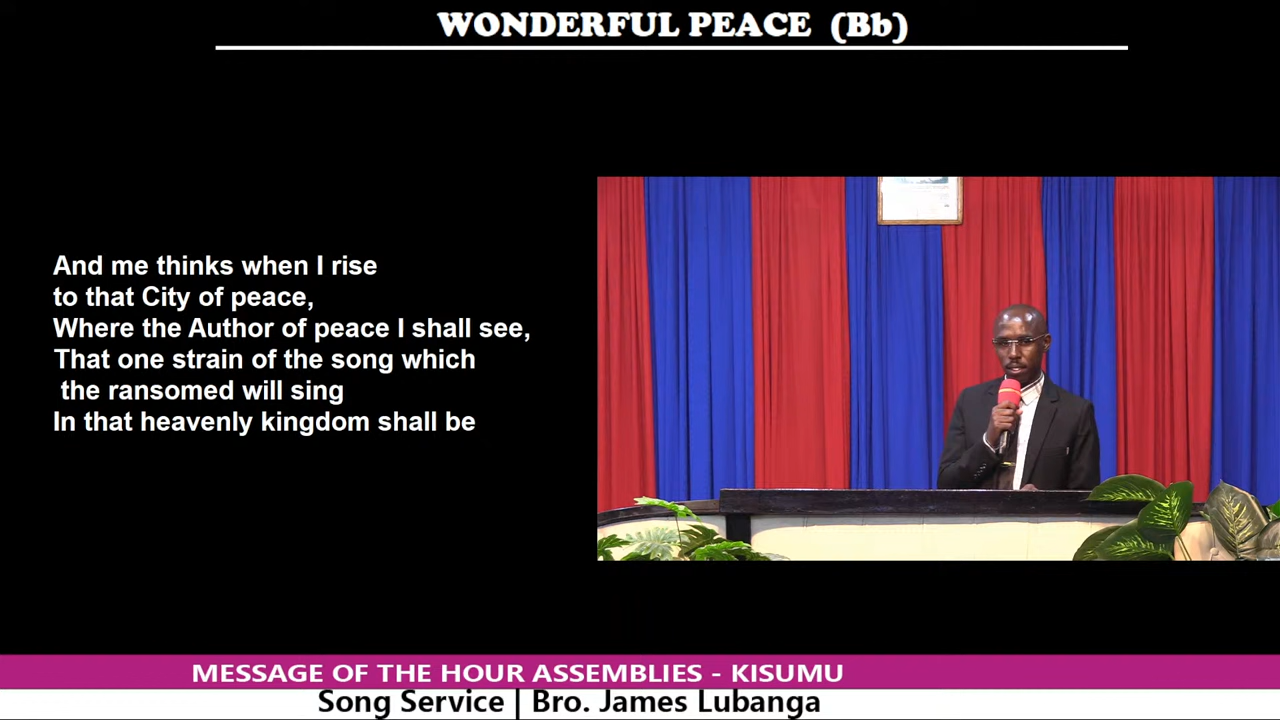 WONDERFUL PEACE (Bb)
And me thinks when I rise
to that City of peace,
Where the Author of peace I shall see,
That one strain of the song which
the ransomed will sing
In that heavenly kingdom shall be
MESSAGE OF THE HOUR ASSEMBLIES - KISUMU
Song Service | Bro. James Lubanga